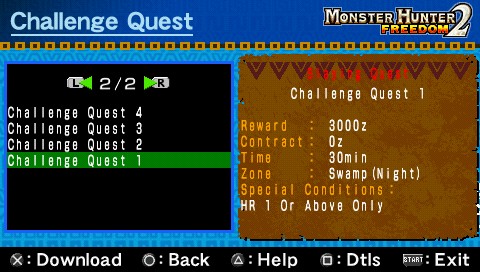 Challenge Quest
MONSTER HUNTER
FREEDOM 2
L 2/2 R
Challenge Quest 4
Challenge Quest 3
Challenge Quest 2
Challenge Quest 1
Challenge Quest 1
Reward : 3000z
Contract : 0z
Time : 30min
Zone : Swamp(Night)
Special Conditions :
HR 1 Or Above Only
X: Download O: Back △: Help □: Dtls START: Exit